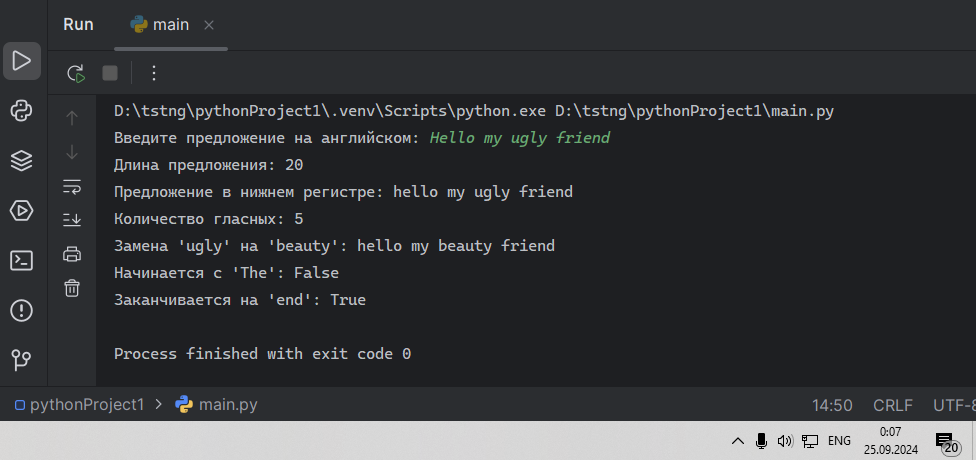 Run
main
D:\tstng\pythonProject1\.venv\Scripts\python.exe D:\tstng\pythonProject1\main.py
Введите предложение на английском: Hello my ugly friend
Длина предложения: 20
Предложение в нижнем регистре: hello my ugly friend
Количество гласных: 5
Замена 'ugly' на 'beauty': hello my beauty friend
Начинается с 'The': False
Заканчивается на 'end': True
Process finished with exit code 0
pythonProject1 > main.py
14:50 CRLF UTF-8
ENG
0:07
25.09.2024
20